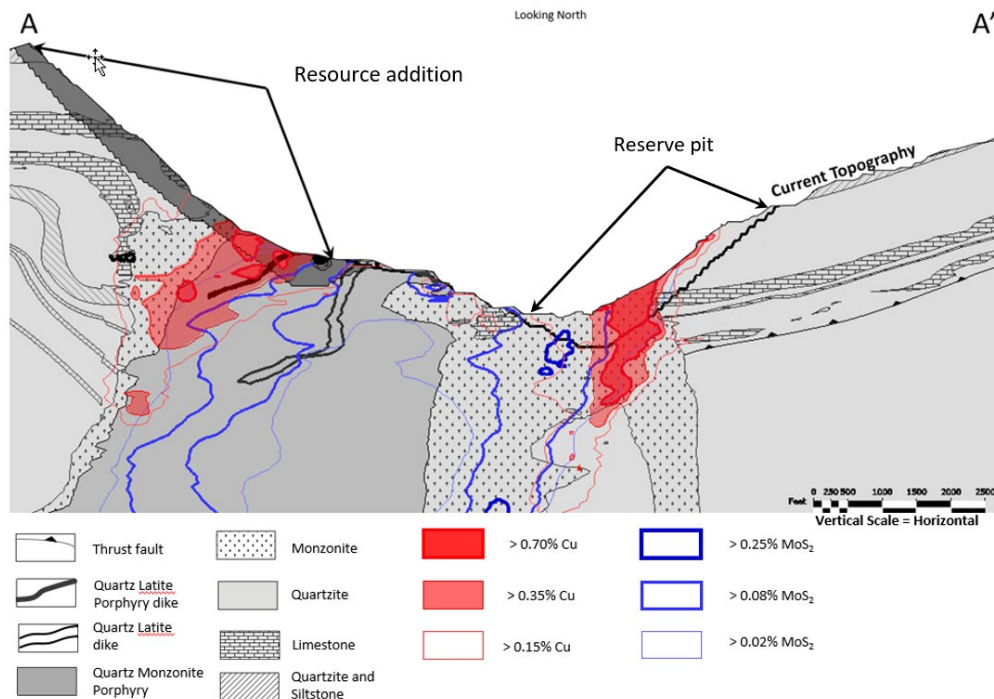 A
Looking North
A’
Resource addition
Reserve pit
Current Topography
Feet 0 250 500 1000 1500 2000 2500
Vertical Scale = Horizontal
Thrust fault
Monzonite
> 0.70% Cu
> 0.25% MoS₂
Quartz Latite
Porphyry dike
Quartzite
> 0.35% Cu
> 0.08% MoS₂
Quartz Latite
dike
Limestone
> 0.15% Cu
> 0.02% MoS₂
Quartz Monzonite
Porphyry
Quartzite and
Siltstone